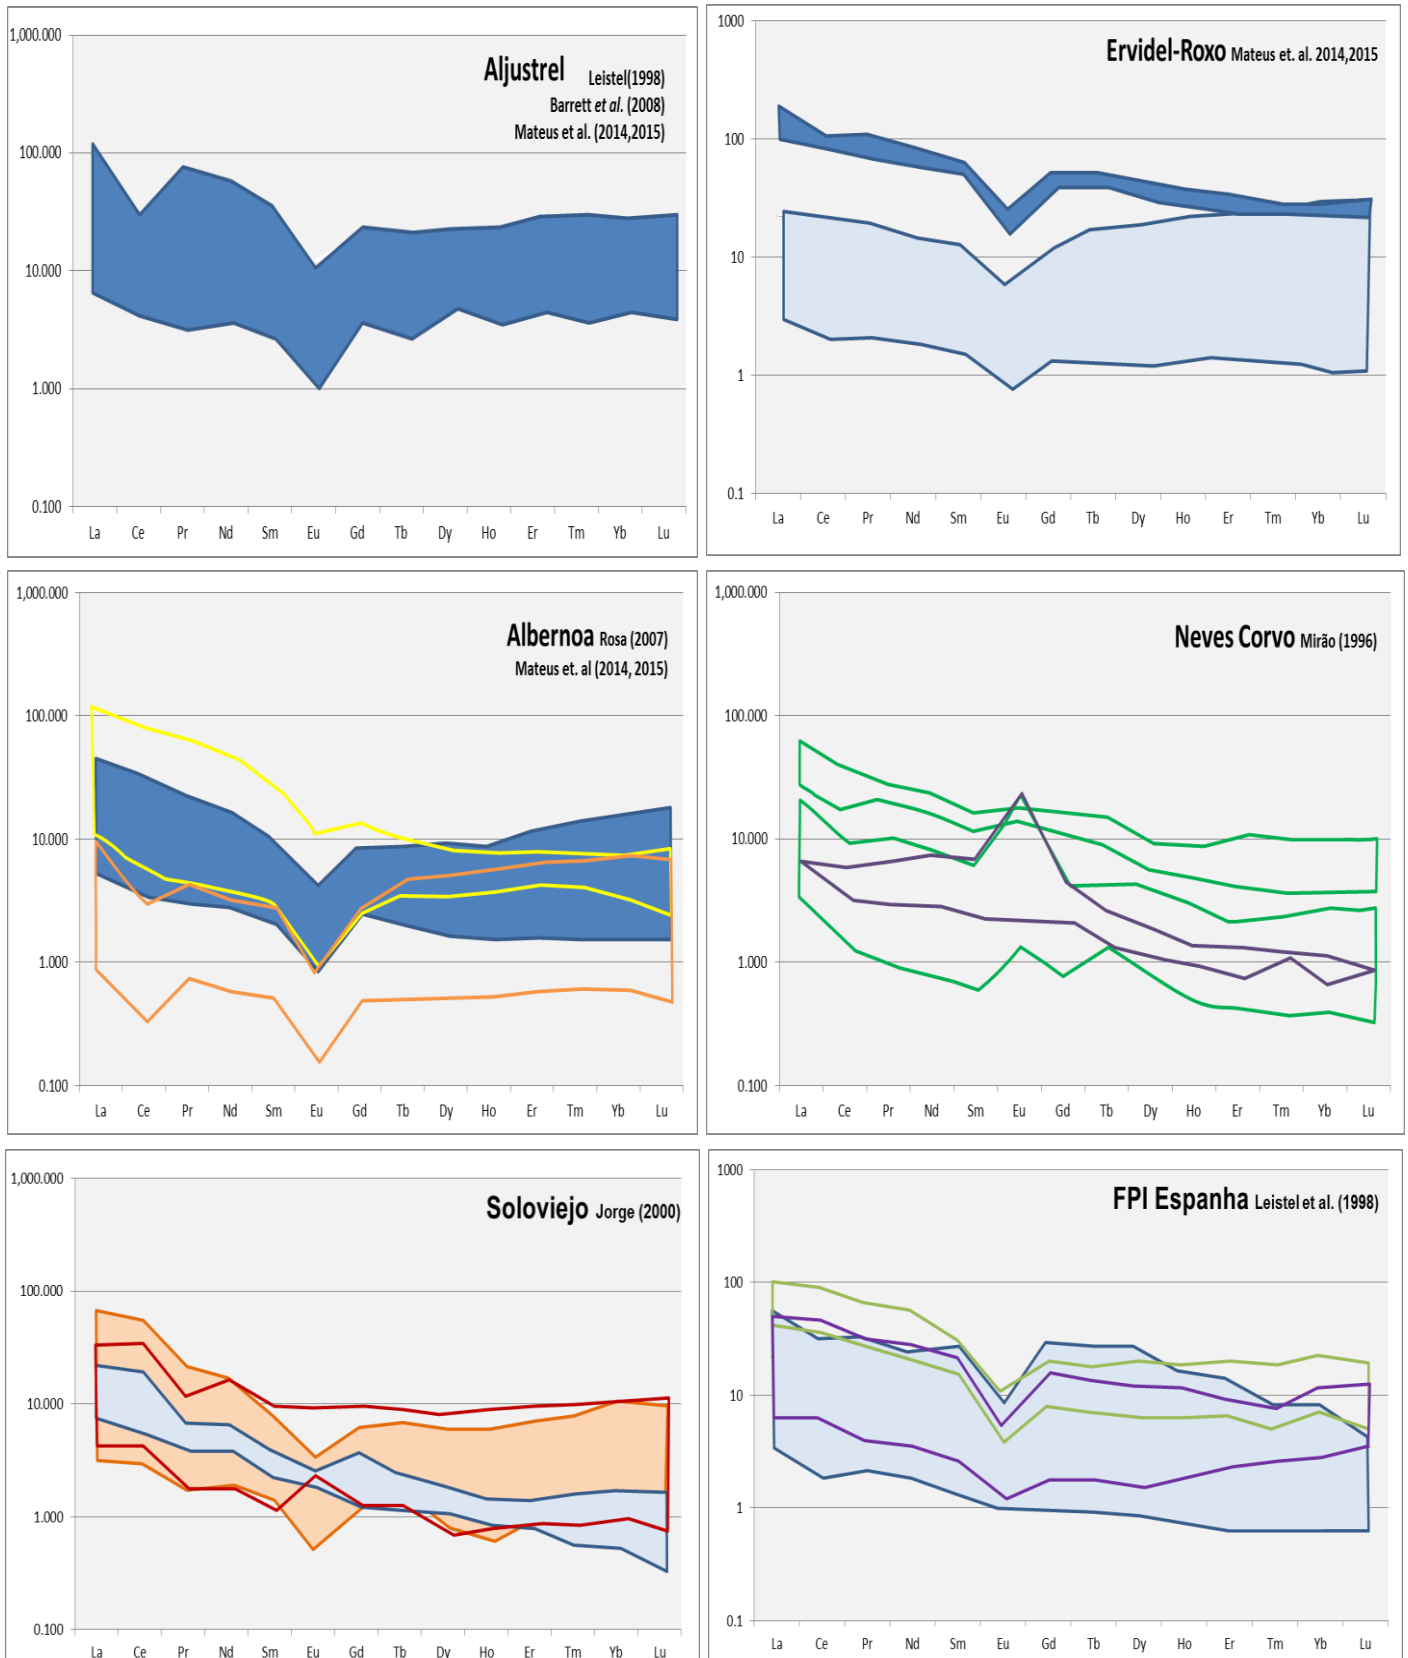 1,000.000
Aljustrel Leistel(1998)
Barrett et al. (2008)
Mateus et al. (2014,2015)
100.000
10.000
1.000
0.100
La Ce Pr Nd Sm Eu Gd Tb Dy Ho Er Tm Yb Lu
1000
Ervidel-Roxo Mateus et. al. 2014,2015
100
10
1
0.1
La Ce Pr Nd Sm Eu Gd Tb Dy Ho Er Tm Yb Lu
1,000.000
Albernoa Rosa (2007)
Mateus et. al (2014, 2015)
100.000
10.000
1.000
0.100
La Ce Pr Nd Sm Eu Gd Tb Dy Ho Er Tm Yb Lu
1,000.000
Neves Corvo Mirão (1996)
100.000
10.000
1.000
0.100
La Ce Pr Nd Sm Eu Gd Tb Dy Ho Er Tm Yb Lu
1,000.000
Soloviejo Jorge (2000)
100.000
10.000
1.000
0.100
La Ce Pr Nd Sm Eu Gd Tb Dy Ho Er Tm Yb Lu
1000
FPI Espanha Leistel et al. (1998)
100
10
1
0.1
La Ce Pr Nd Sm Eu Gd Tb Dy Ho Er Tm Yb Lu